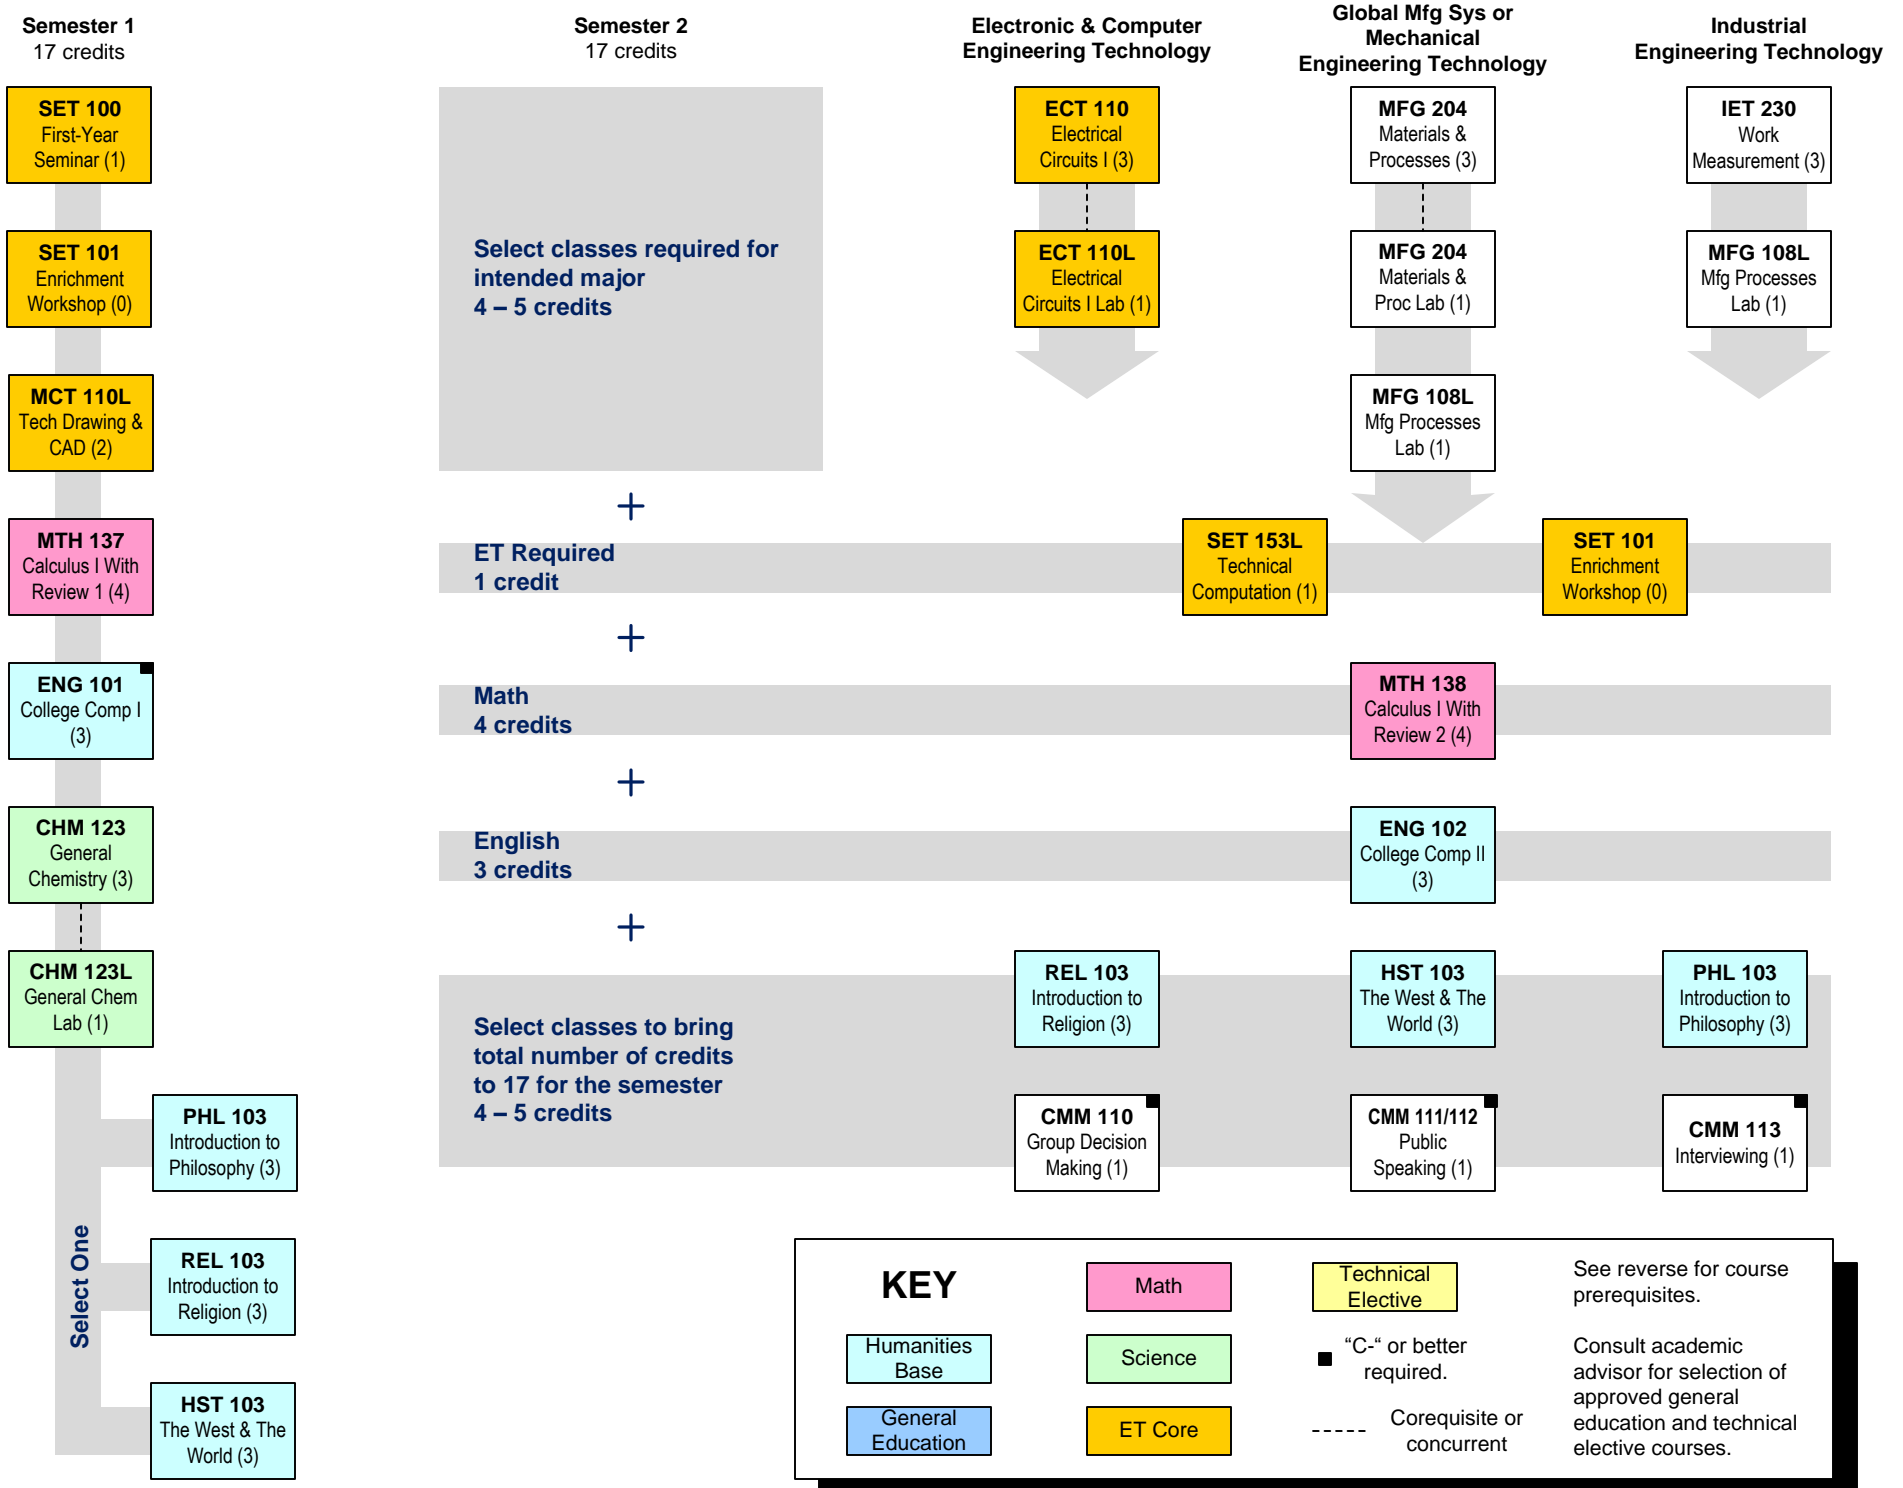 Semester 1
17 credits
SET 100
First-Year
Seminar (1)
SET 101
Enrichment
Workshop (0)
MCT 110L
Tech Drawing &
CAD (2)
MTH 137
Calculus I With
Review 1 (4)
ENG 101
College Comp I
(3)
CHM 123
General
Chemistry (3)
CHM 123L
General Chem
Lab (1)
Select One
PHL 103
Introduction to
Philosophy (3)
REL 103
Introduction to
Religion (3)
HST 103
The West & The
World (3)
Semester 2
17 credits
Select classes required for
intended major
4 – 5 credits
+
ET Required
1 credit
+
Math
4 credits
+
English
3 credits
+
Select classes to bring
total number of credits
to 17 for the semester
4 – 5 credits
Electronic & Computer
Engineering Technology
ECT 110
Electrical
Circuits I (3)
ECT 110L
Electrical
Circuits I Lab (1)
Global Mfg Sys or
Mechanical
Engineering Technology
MFG 204
Materials &
Processes (3)
MFG 204
Materials &
Proc Lab (1)
MFG 108L
Mfg Processes
Lab (1)
Industrial
Engineering Technology
IET 230
Work
Measurement (3)
MFG 108L
Mfg Processes
Lab (1)
SET 153L
Technical
Computation (1)
SET 101
Enrichment
Workshop (0)
MTH 138
Calculus I With
Review 2 (4)
ENG 102
College Comp II
(3)
REL 103
Introduction to
Religion (3)
HST 103
The West & The
World (3)
PHL 103
Introduction to
Philosophy (3)
CMM 110
Group Decision
Making (1)
CMM 111/112
Public
Speaking (1)
CMM 113
Interviewing (1)
KEY
Humanities
Base
General
Education
Math
Science
ET Core
Technical
Elective
“C-“ or better
required.
Corequisite or
concurrent
See reverse for course
prerequisites.
Consult academic
advisor for selection of
approved general
education and technical
elective courses.